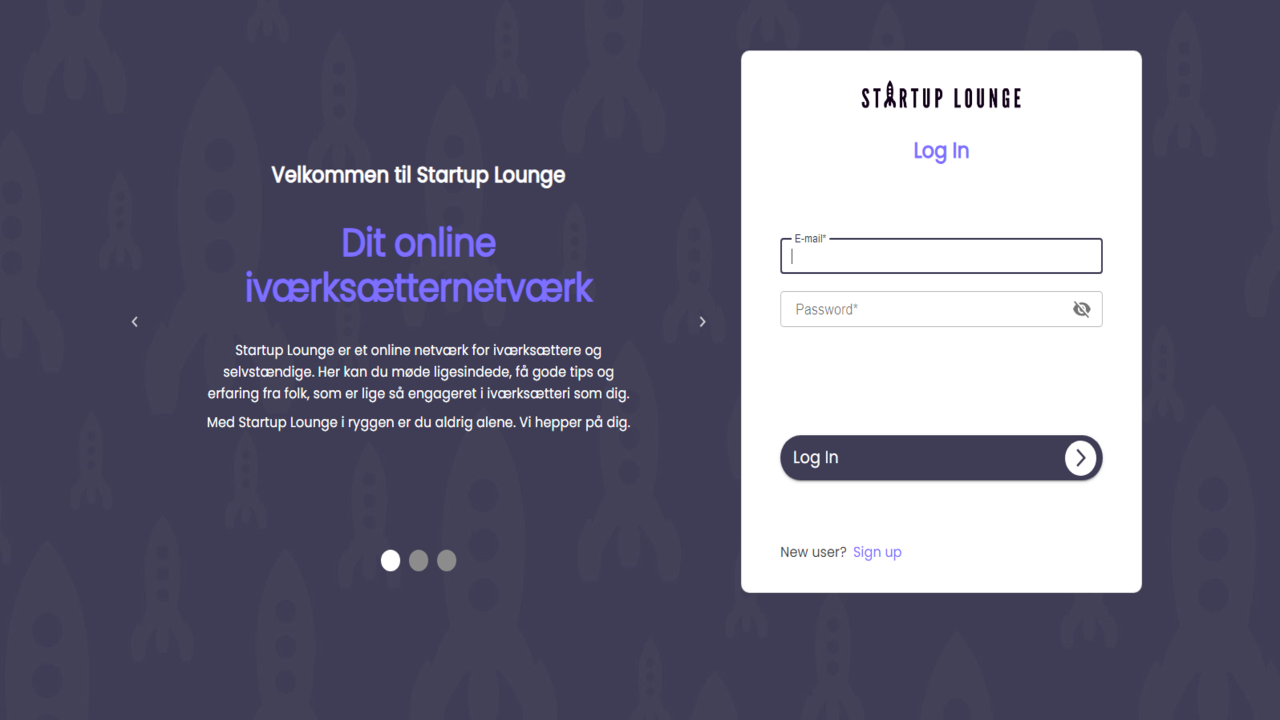 Velkommen til Startup Lounge
Dit online
iværksætternetværk
Startup Lounge er et online netværk for iværksættere og
selvstændige. Her kan du møde ligesindede, få gode tips og
erfaring fra folk, som er lige så engageret i iværksætteri som dig.
Med Startup Lounge i ryggen er du aldrig alene. Vi hepper på dig.
STARTUP LOUNGE
Log In
E-mail*
Password*
Log In
New user? Sign up